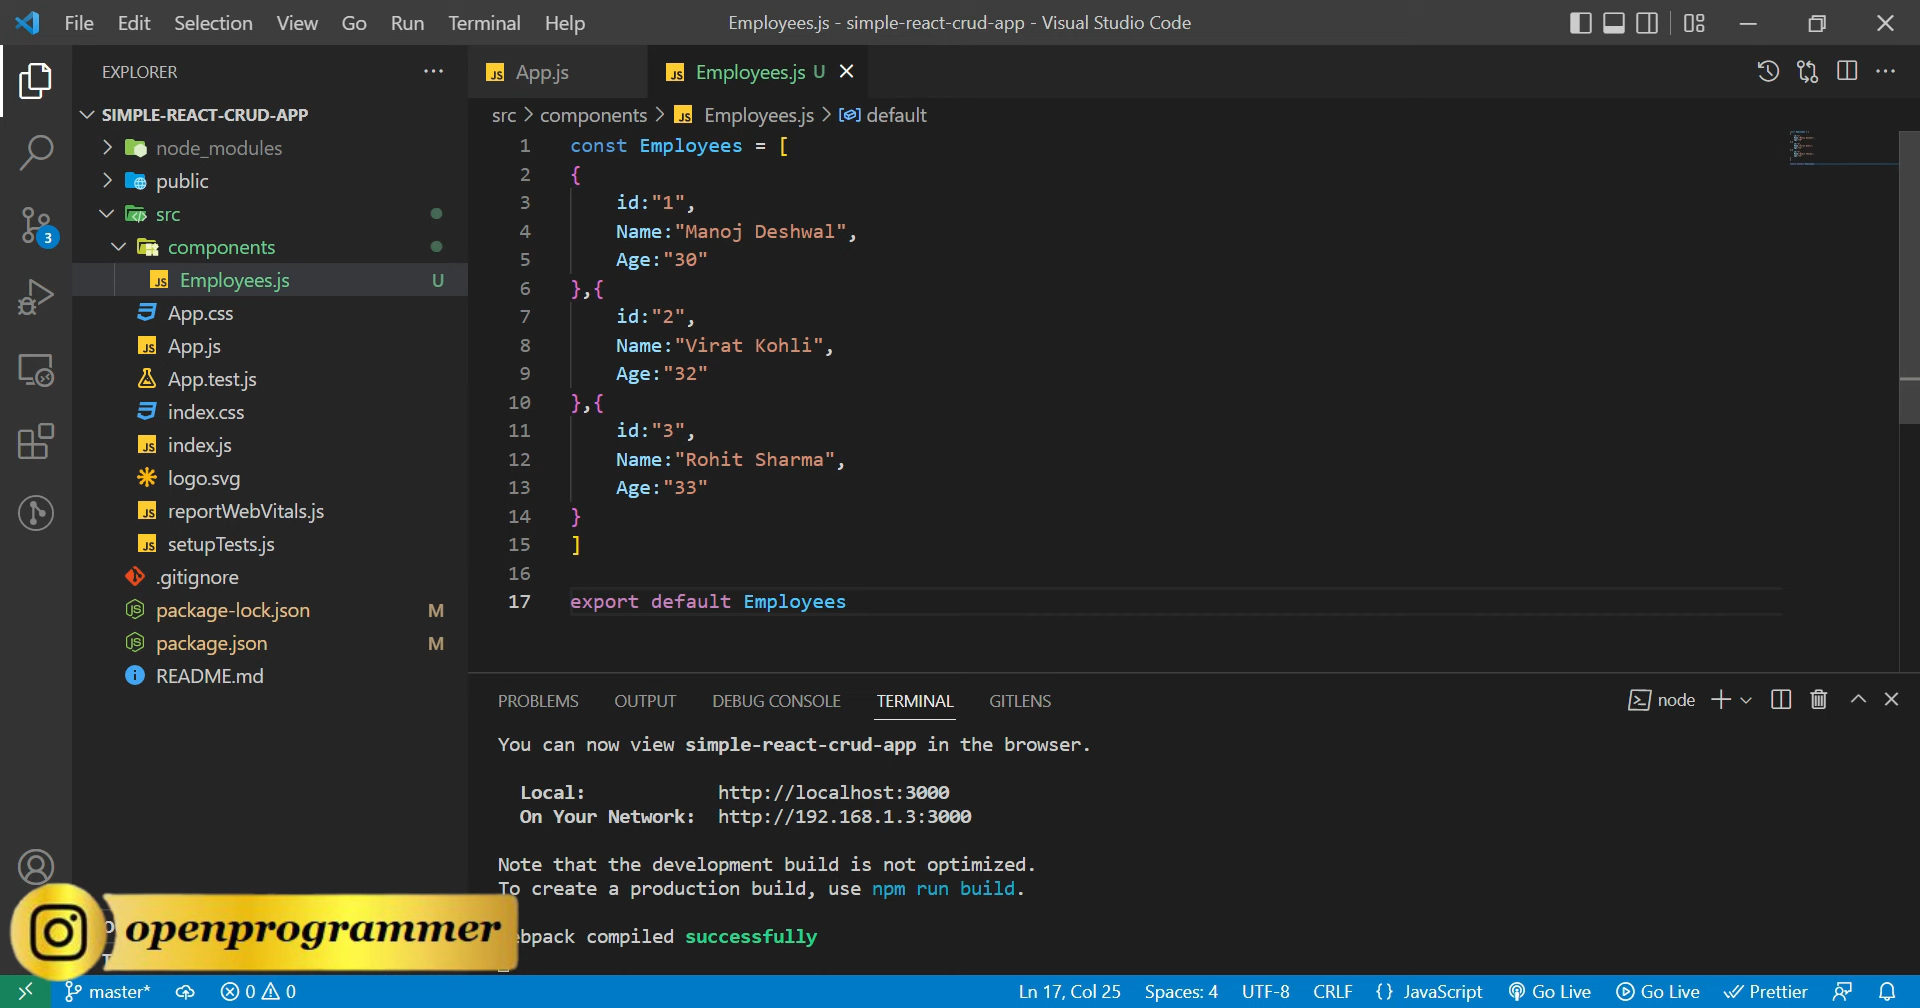 File Edit Selection View Go Run Terminal Help
Employees.js - simple-react-crud-app - Visual Studio Code
EXPLORER
SIMPLE-REACT-CRUD-APP
node_modules
public
src
components
Employees.js U
App.css
App.js
App.test.js
index.css
index.js
logo.svg
reportWebVitals.js
setupTests.js
.gitignore
package-lock.json M
package.json M
README.md
3
App.js
Employees.js U
src > components > Employees.js > default
1 const Employees = [
2 {
3 id:"1",
4 Name:"Manoj Deshwal",
5 Age:"30"
6 },{
7 id:"2",
8 Name:"Virat Kohli",
9 Age:"32"
10 },{
11 id:"3",
12 Name:"Rohit Sharma",
13 Age:"33"
14 }
15 ]
16
17 export default Employees
PROBLEMS OUTPUT DEBUG CONSOLE TERMINAL GITLENS
node
You can now view simple-react-crud-app in the browser.
Local: http://localhost:3000
On Your Network: http://192.168.1.3:3000
Note that the development build is not optimized.
To create a production build, use npm run build.
ebpack compiled successfully
openprogrammer
master* 0 0
Ln 17, Col 25 Spaces: 4 UTF-8 CRLF {} JavaScript Go Live Go Live Prettier